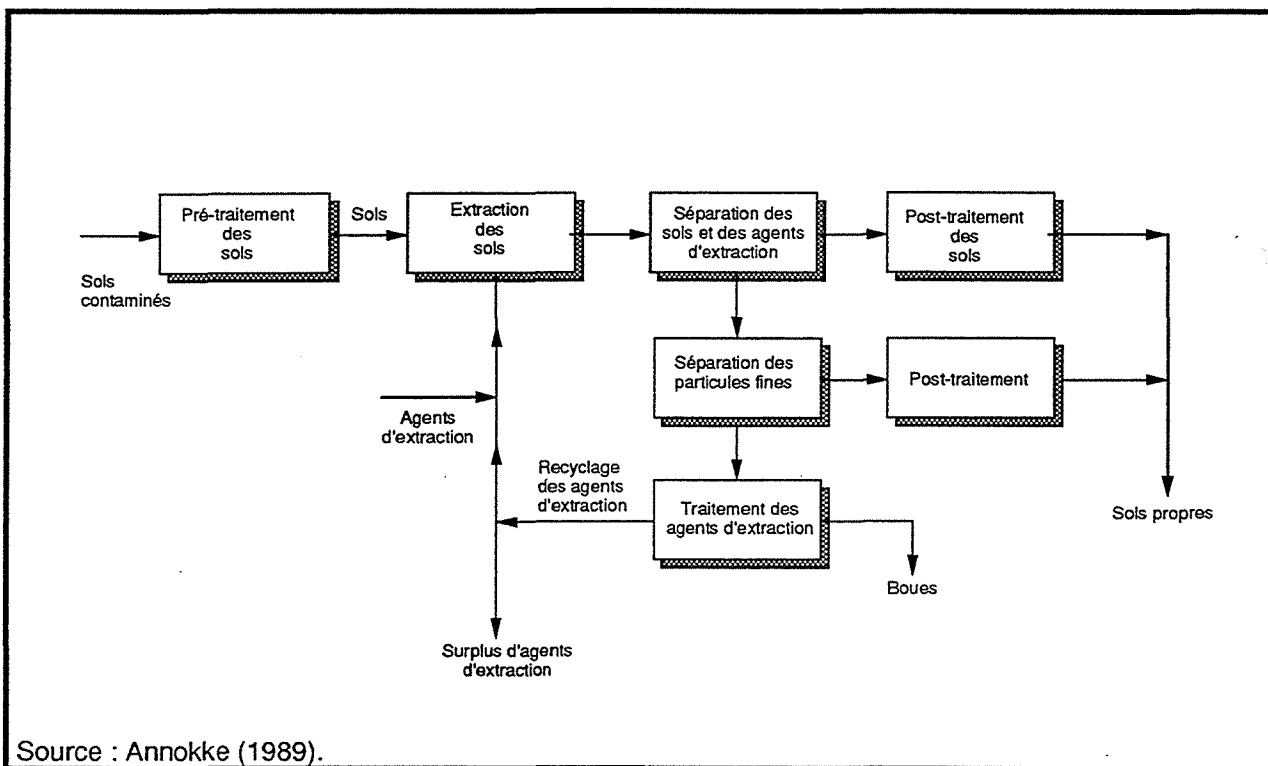 Pré-traitement
des
sols
Sols
Extraction
des
sols
Séparation des
sols et des agents
d'extraction
Post-traitement
des
sols
Sols
contaminés
Séparation des
particules fines
Post-traitement
Agents
d'extraction
Recyclage
des agents
d'extraction
Traitement des
agents d'extraction
Sols propres
Boues
Surplus d'agents
d'extraction
Source : Annokke (1989).